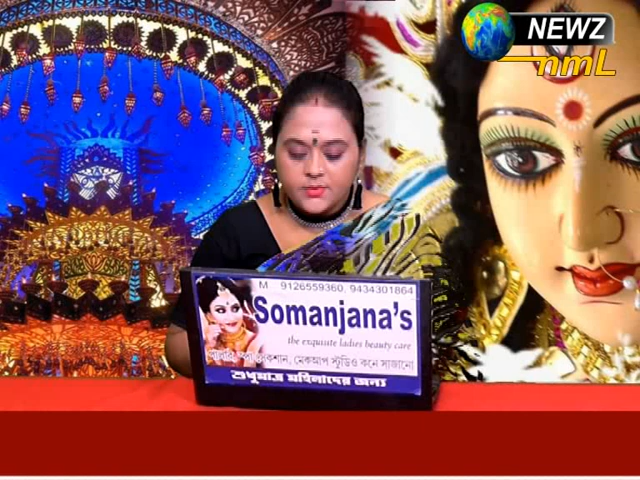 NEWZ
nmL
M 9126559360, 9434301864
Somanjana's
the exquisite ladies beauty care
মেকআপ স্টুডিও কনে সাজানো
শুধুমাত্র মহিলাদের জন্য